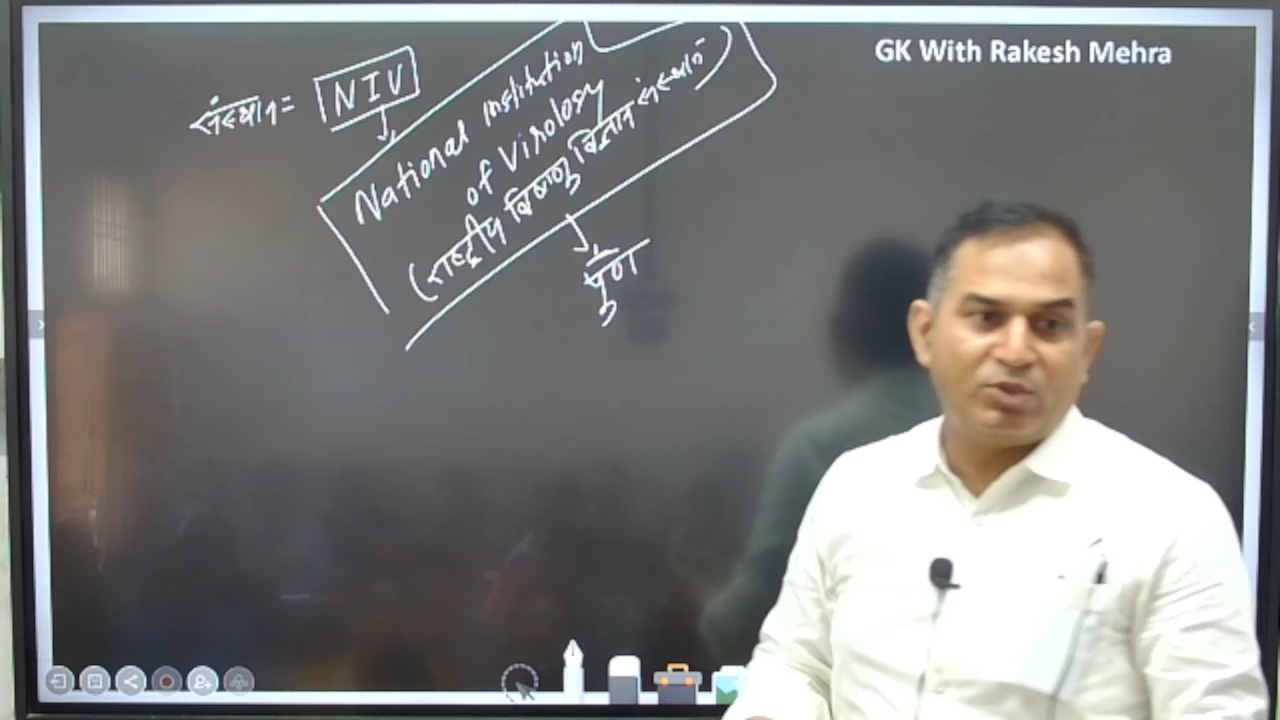 GK With Rakesh Mehra
संस्थान = NIV
National Institution
of Virology
(राष्ट्रीय विषाणु विज्ञान संस्थान)
पुणे